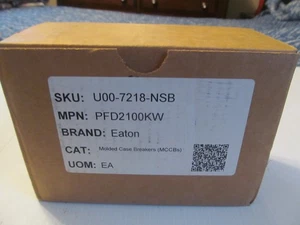 SKU: U00-7218-NSB
MPN: PFD2100KW
BRAND: Eaton
CAT: Molded Case Breakers (MCCBs)
UOM: EA